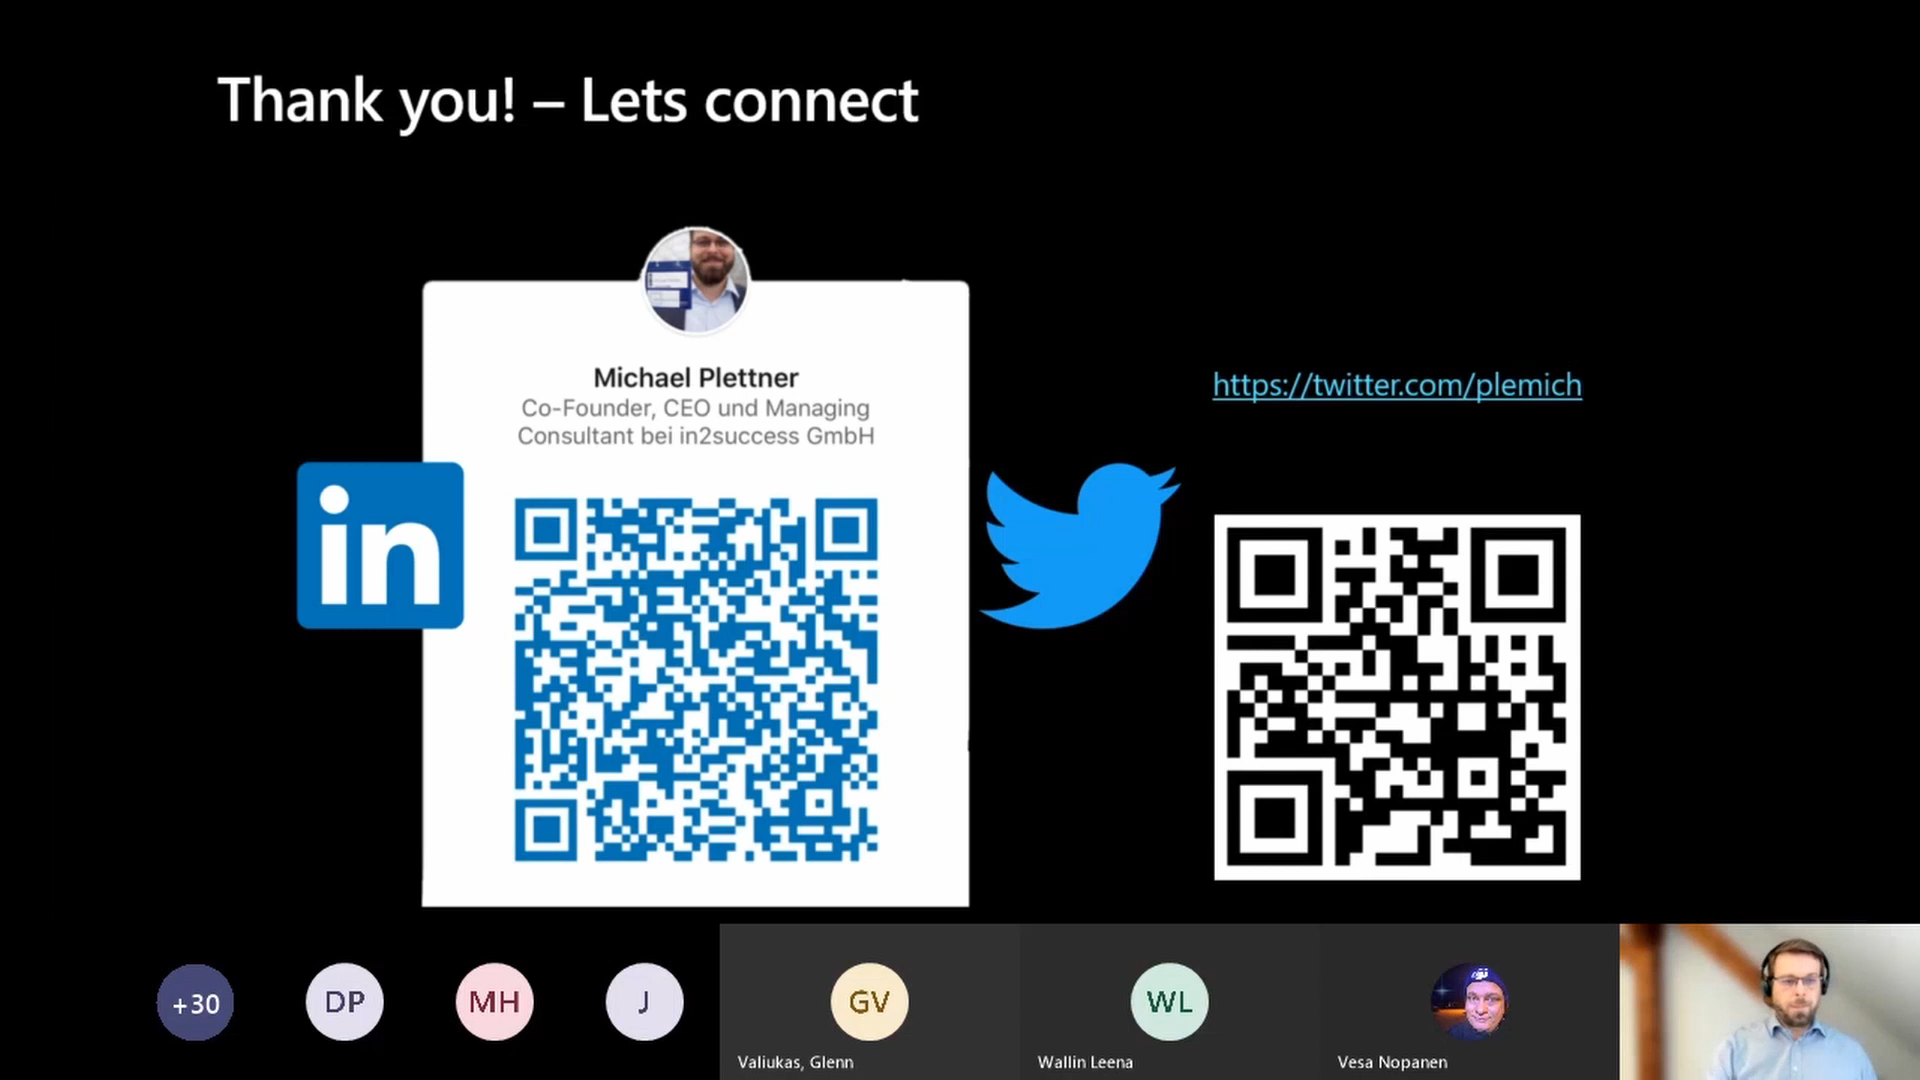 Thank you! – Lets connect
Michael Plettner
Co-Founder, CEO und Managing
Consultant bei in2success GmbH
in
https://twitter.com/plemich
+30
DP
MH
J
GV
WL
Valiukas, Glenn
Wallin Leena
Vesa Nopanen